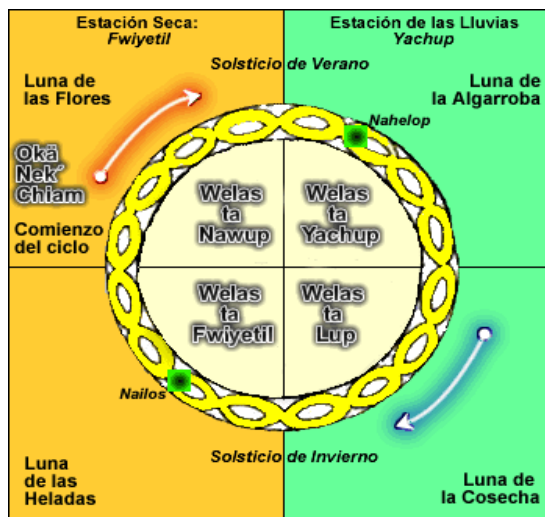 Estación Seca:
Fwiyetil
Estación de las Lluvias
Yachup
Solsticio de Verano
Luna de
las Flores
Luna de
la Algarroba
Nahelop
Okä
Nek´
Chiam
Comienzo
del ciclo
Welas
ta
Nawup
Welas
ta
Yachup
Welas
ta
Fwiyetil
Welas
ta
Lup
Nailos
Solsticio de Invierno
Luna
de las
Heladas
Luna de
la Cosecha